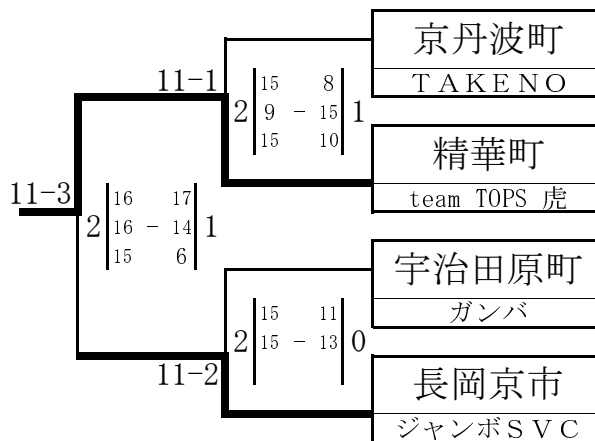 京丹波町
TAKENO
11-1
15 8
2 9 - 15 1
15 10
精華町
team TOPS 虎
11-3
16 17
2 16 - 14 1
15 6
宇治田原町
ガンバ
15 11
2 15 - 13 0
11-2
長岡京市
ジャンボSVC